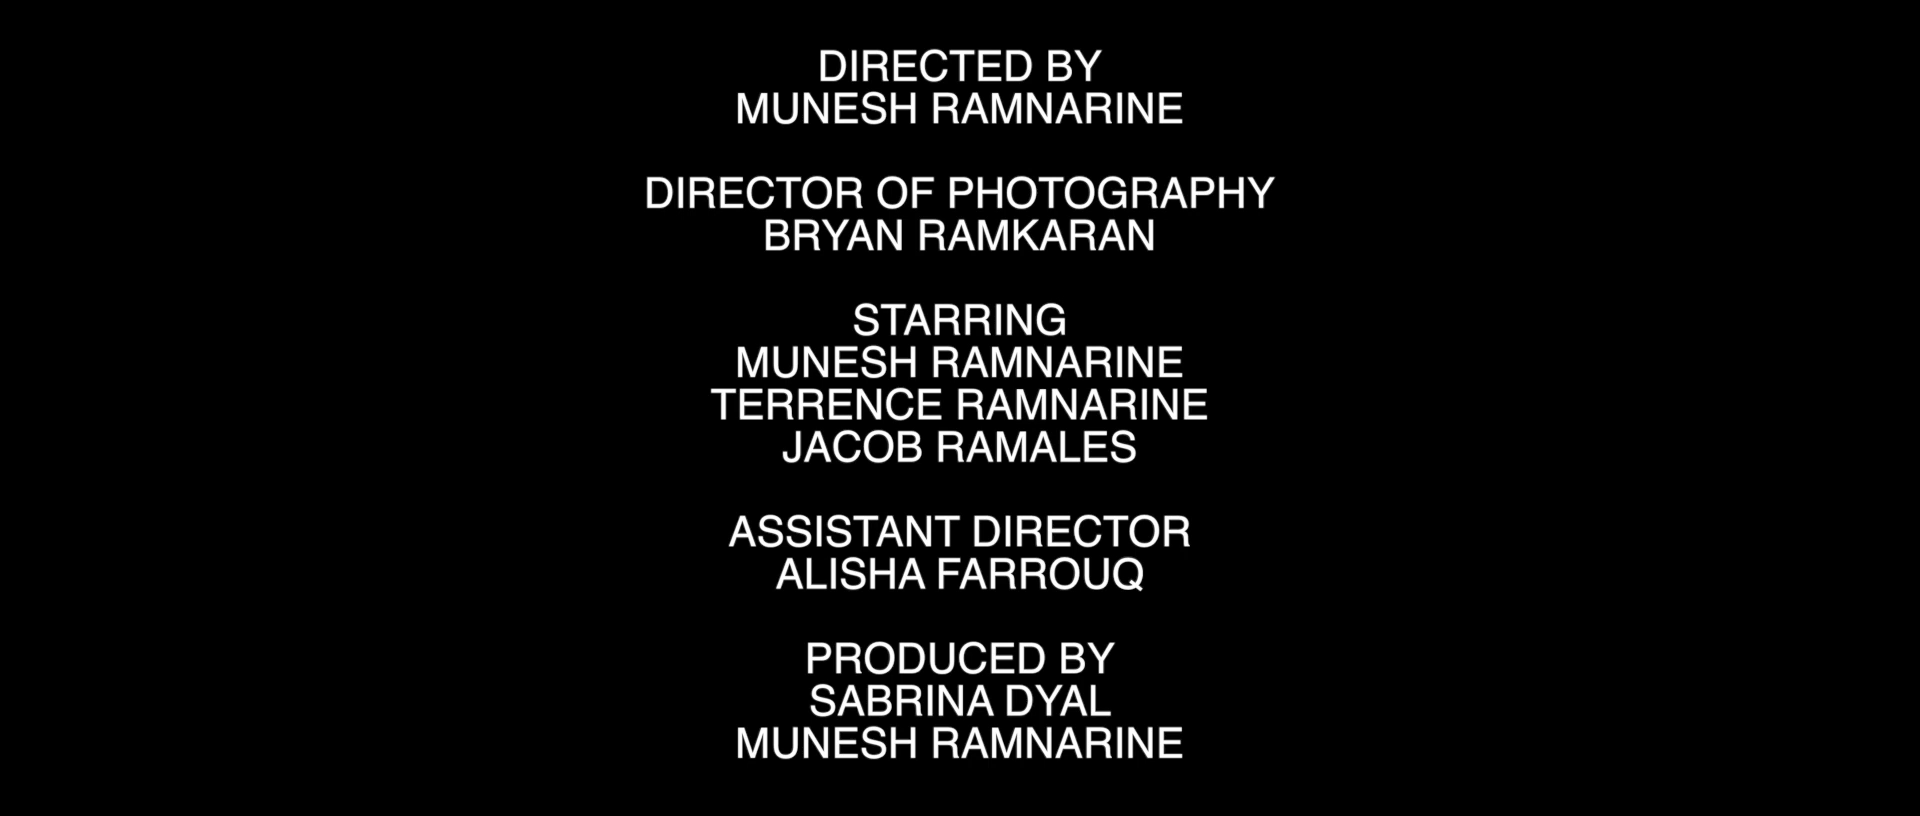 DIRECTED BY
MUNESH RAMNARINE
DIRECTOR OF PHOTOGRAPHY
BRYAN RAMKARAN
STARRING
MUNESH RAMNARINE
TERRENCE RAMNARINE
JACOB RAMALES
ASSISTANT DIRECTOR
ALISHA FARROUQ
PRODUCED BY
SABRINA DYAL
MUNESH RAMNARINE